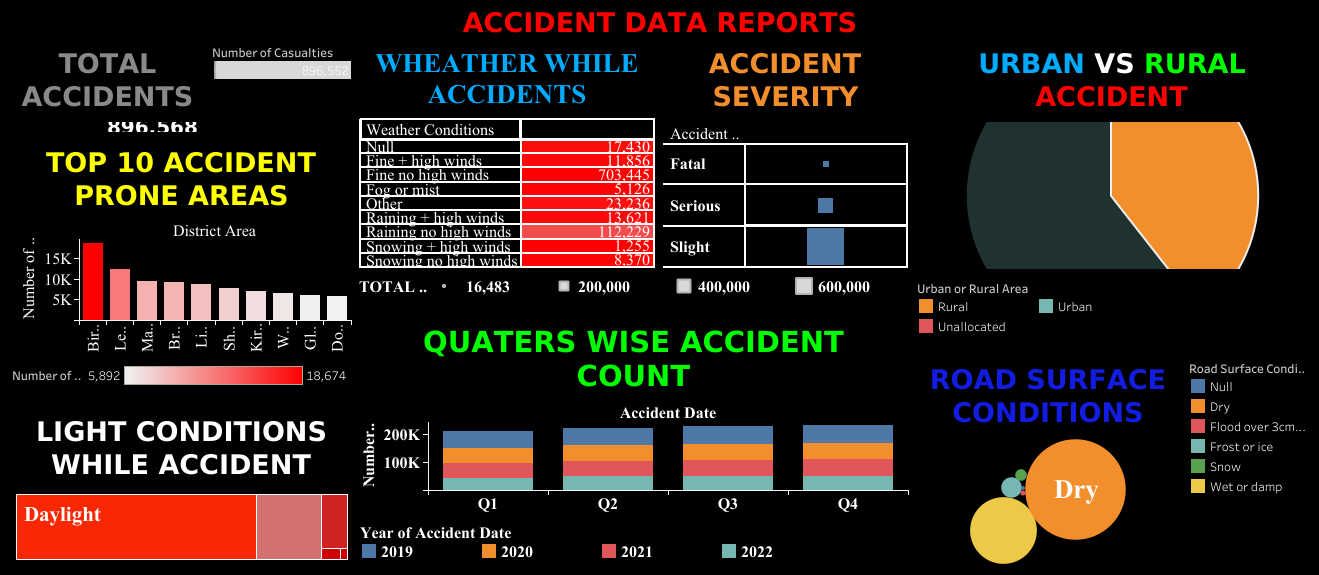 ACCIDENT DATA REPORTS
TOTAL
ACCIDENTS
Number of Casualties
896,552
896,568
TOP 10 ACCIDENT
PRONE AREAS
District Area
Number of ..
15K
10K
5K
Bir..
Le..
Ma..
Br..
Li..
Sh..
Kir..
W..
Gl..
Do..
Number of .. 5,892 18,674
LIGHT CONDITIONS
WHILE ACCIDENT
Daylight
WHEATHER WHILE
ACCIDENTS
Weather Conditions
Null 17,430
Fine + high winds 11,856
Fine no high winds 703,445
Fog or mist 5,126
Other 23,236
Raining + high winds 13,621
Raining no high winds 112,229
Snowing + high winds 1,255
Snowing no high winds 8,370
ACCIDENT
SEVERITY
Accident ..
Fatal
Serious
Slight
TOTAL .. 16,483 200,000 400,000 600,000
QUATERS WISE ACCIDENT
COUNT
Accident Date
Number..
200K
100K
Q1 Q2 Q3 Q4
Year of Accident Date
2019 2020 2021 2022
URBAN VS RURAL
ACCIDENT
Urban or Rural Area
Rural Urban
Unallocated
ROAD SURFACE
CONDITIONS
Dry
Road Surface Condi..
Null
Dry
Flood over 3cm...
Frost or ice
Snow
Wet or damp